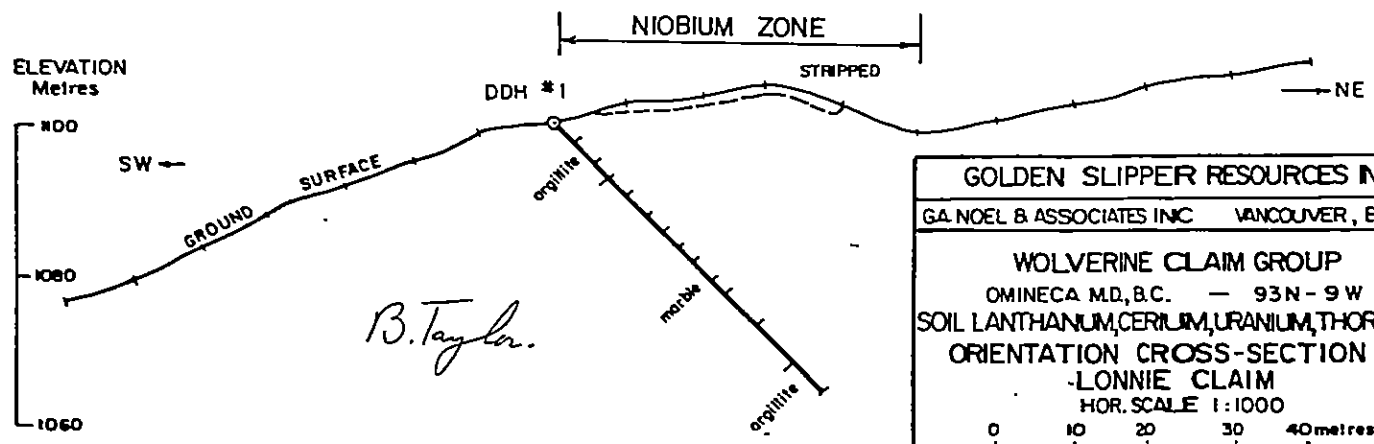 NIOBIUM ZONE
ELEVATION
Metres
DDH #1
STRIPPED
NE
1100
SW
argillite
GROUND SURFACE
1080
marble
B. Taylor.
argillite
1060
GOLDEN SLIPPER RESOURCES IN
G.A. NOEL & ASSOCIATES INC VANCOUVER, B
WOLVERINE CLAIM GROUP
OMINECA M.D., B.C. — 93N-9W
SOIL LANTHANUM, CERIUM, URANIUM, THOR
ORIENTATION CROSS-SECTION
LONNIE CLAIM
HOR. SCALE 1:1000
0 10 20 40 metres